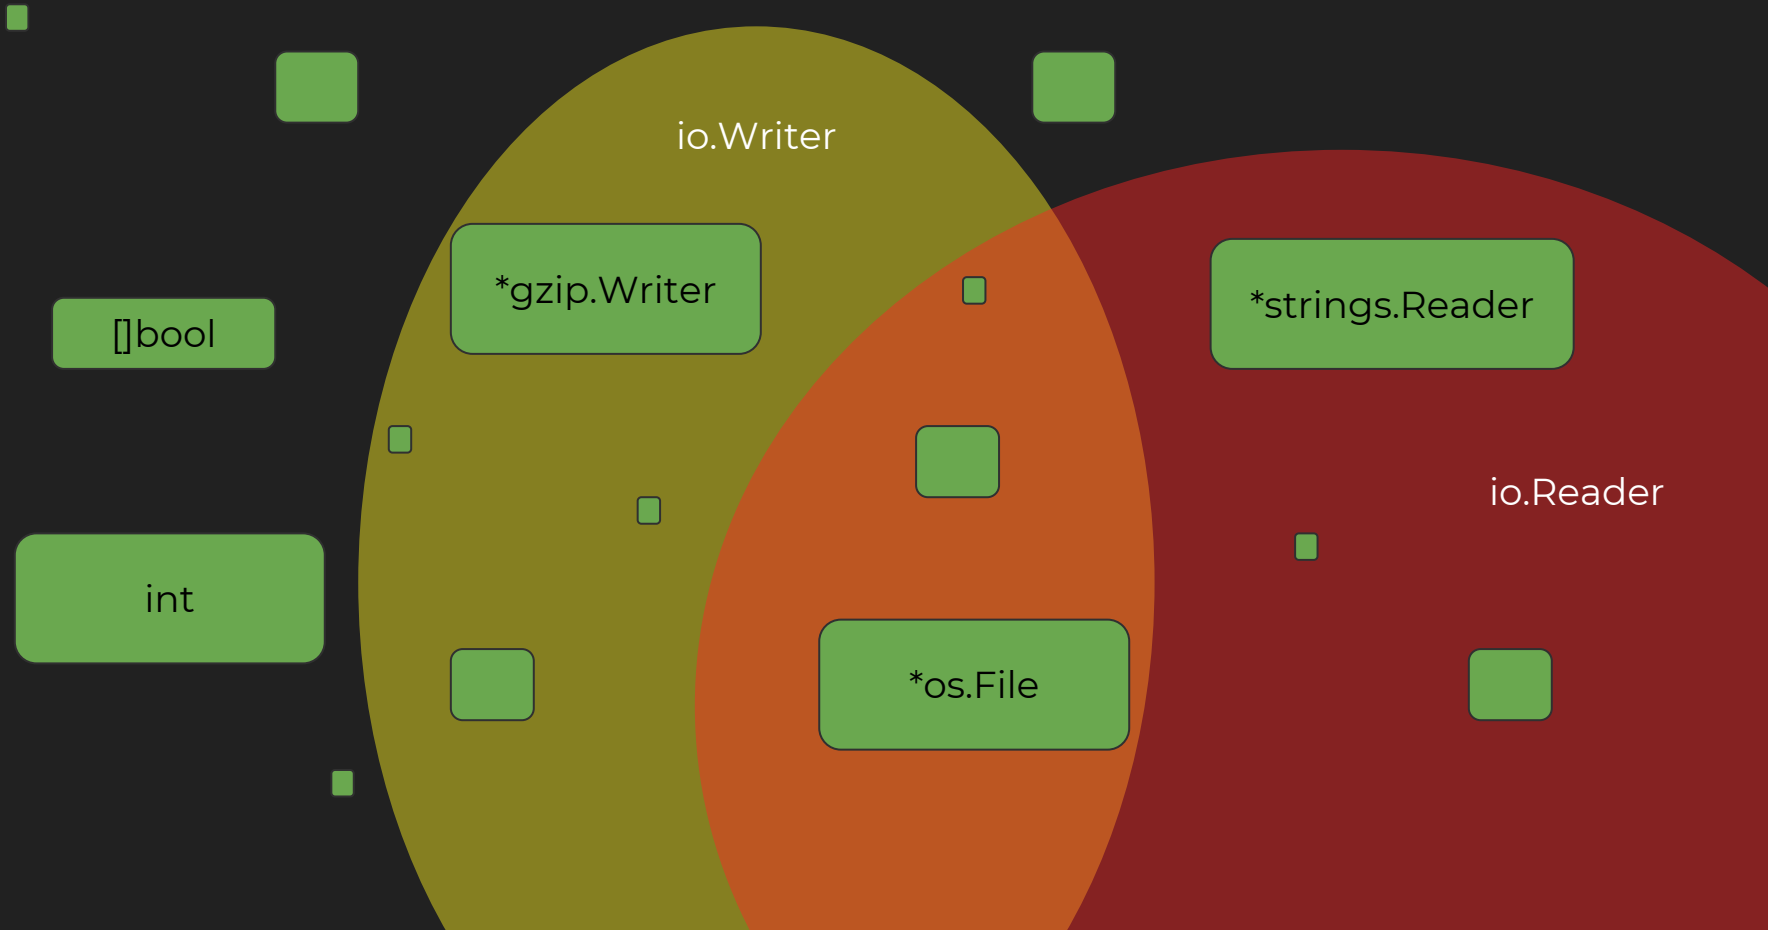 io.Writer
*gzip.Writer
*strings.Reader
[]bool
io.Reader
int
*os.File